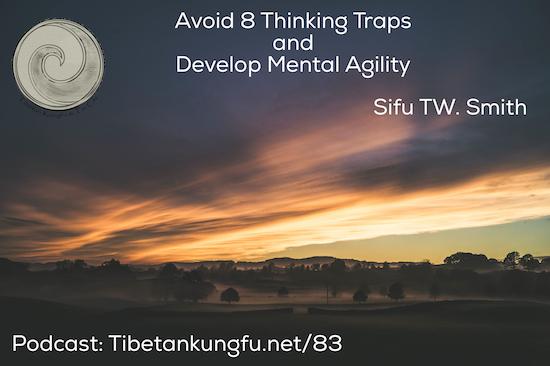 Avoid 8 Thinking Traps
and
Develop Mental Agility
Sifu TW. Smith
Podcast: Tibetankungfu.net/83